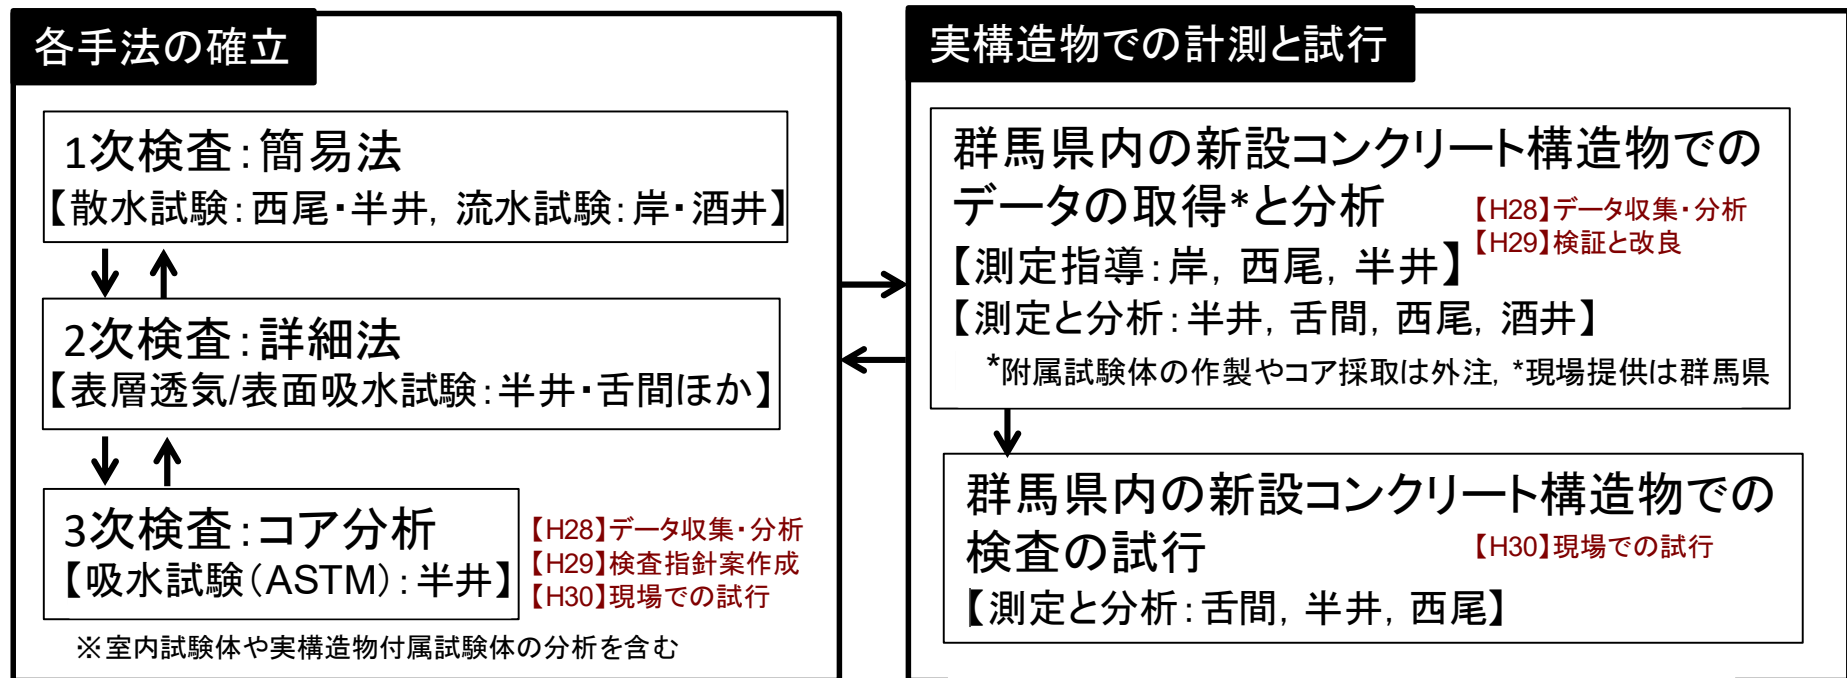 各手法の確立
1次検査:簡易法
【散水試験:西尾・半井, 流水試験:岸・酒井】
2次検査:詳細法
【表層透気/表面吸水試験:半井・舌間ほか】
3次検査:コア分析
【吸水試験(ASTM):半井】
【H28】データ収集・分析
【H29】検査指針案作成
【H30】現場での試行
※室内試験体や実構造物付属試験体の分析を含む
実構造物での計測と試行
群馬県内の新設コンクリート構造物での
データの取得*と分析
【H28】データ収集・分析
【H29】検証と改良
【測定指導:岸, 西尾, 半井】
【測定と分析:半井, 舌間, 西尾, 酒井】
*附属試験体の作製やコア採取は外注, *現場提供は群馬県
群馬県内の新設コンクリート構造物での
検査の試行
【H30】現場での試行
【測定と分析:舌間, 半井, 西尾】